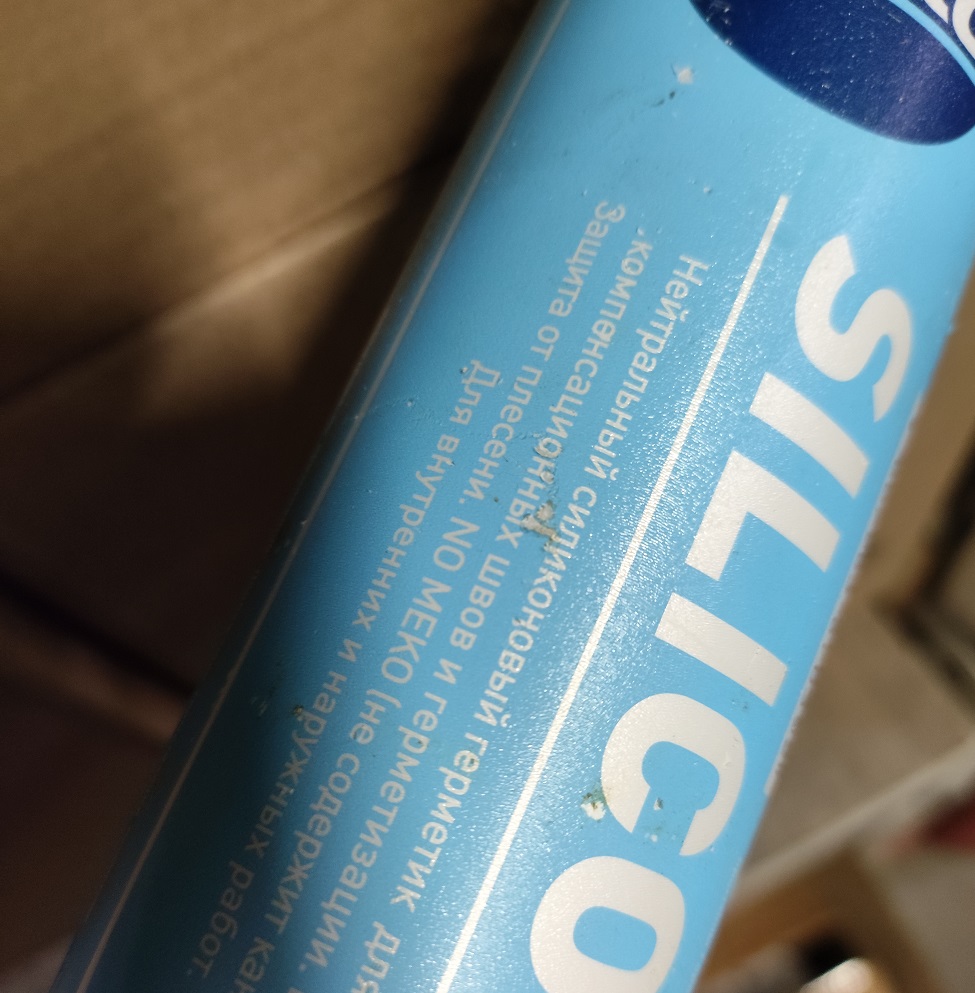 SILICO
Нейтральный силиконовый герметик для
компенсационных швов и герметизации.
Защита от плесени. NO MEKO (не содержит кан
Для внутренних и наружных работ.